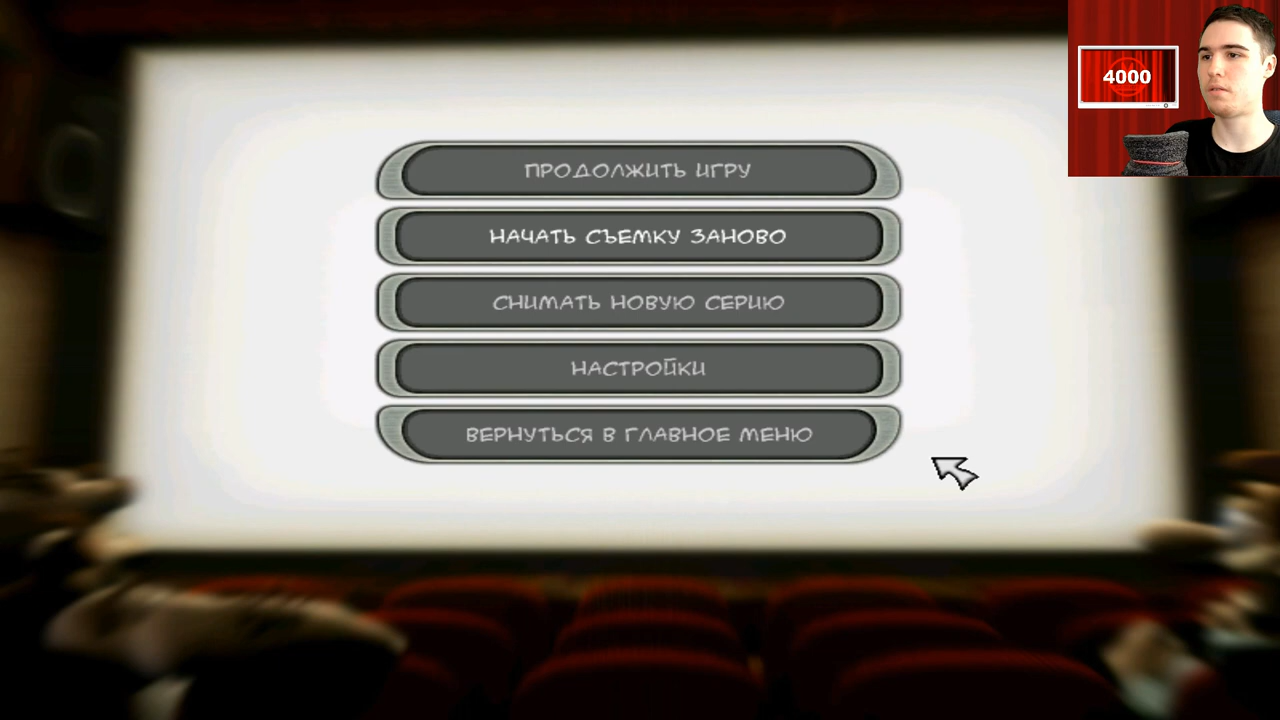 4000
ПРОДОЛЖИТЬ ИГРУ
НАЧАТЬ СЪЕМКУ ЗАНОВО
СНИМАТЬ НОВУЮ СЕРИЮ
НАСТРОЙКИ
ВЕРНУТЬСЯ В ГЛАВНОЕ МЕНЮ